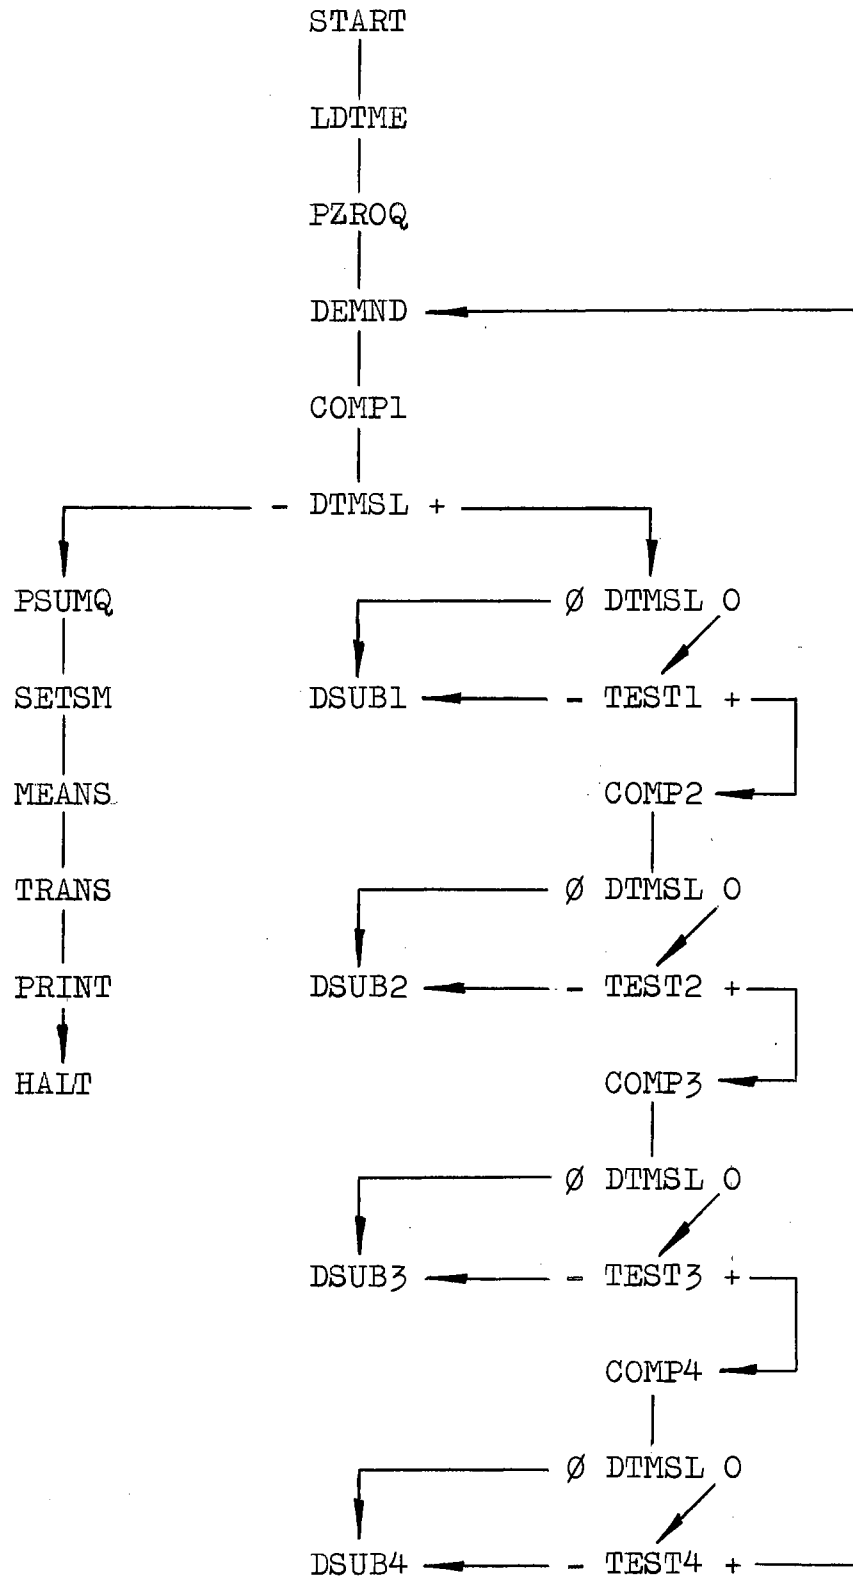 START
LDTME
PZROQ
DEMND
COMP1
- DTMSL +
PSUMQ
Ø DTMSL O
SETSM
DSUB1
- TEST1 +
MEANS
COMP2
TRANS
Ø DTMSL O
PRINT
DSUB2
- TEST2 +
HALT
COMP3
Ø DTMSL O
DSUB3
- TEST3 +
COMP4
Ø DTMSL O
DSUB4
- TEST4 +